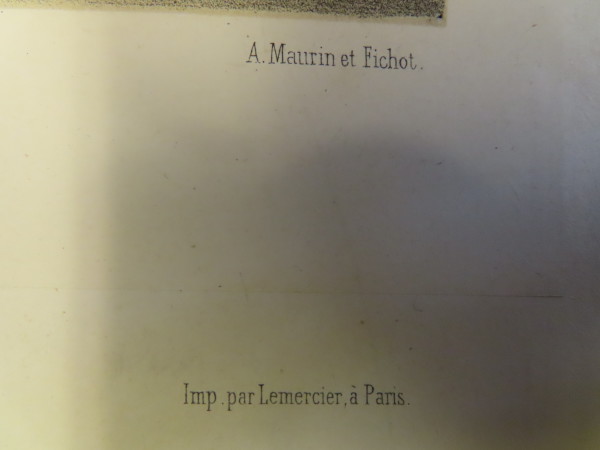 A. Maurin et Fichot.
Imp. par Lemercier, à Paris.